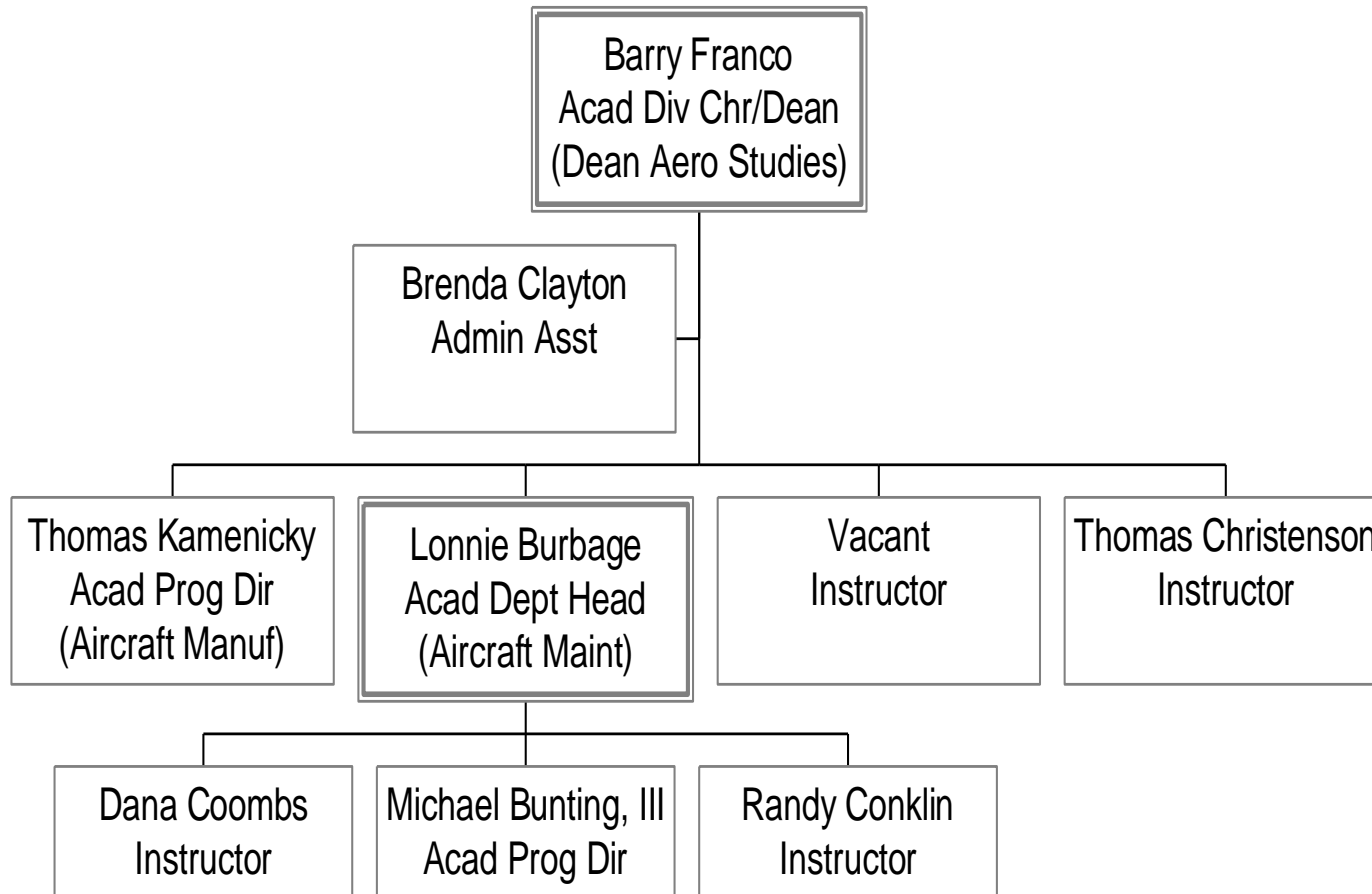 Barry Franco
Acad Div Chr/Dean
(Dean Aero Studies)
Brenda Clayton
Admin Asst
Thomas Kamenicky
Acad Prog Dir
(Aircraft Manuf)
Lonnie Burbage
Acad Dept Head
(Aircraft Maint)
Vacant
Instructor
Thomas Christenson
Instructor
Dana Coombs
Instructor
Michael Bunting, III
Acad Prog Dir
Randy Conklin
Instructor